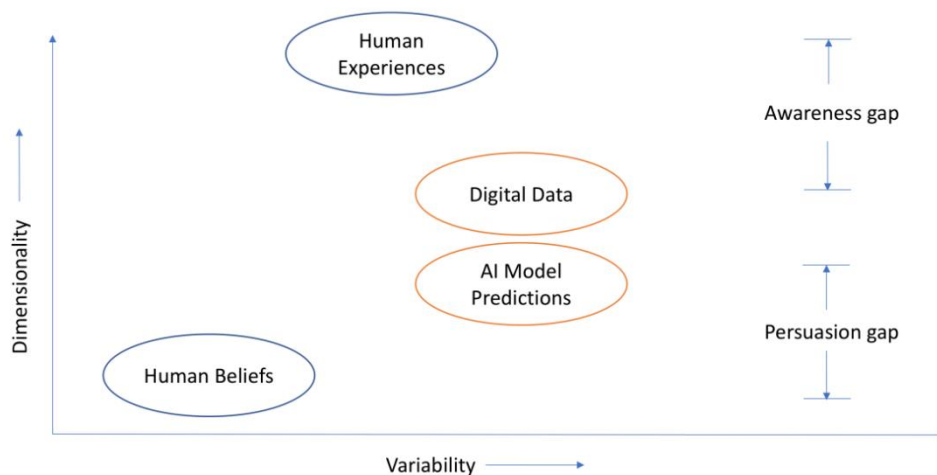 Human
Experiences
Awareness gap
Digital Data
Dimensionality
AI Model
Predictions
Persuasion gap
Human Beliefs
Variability